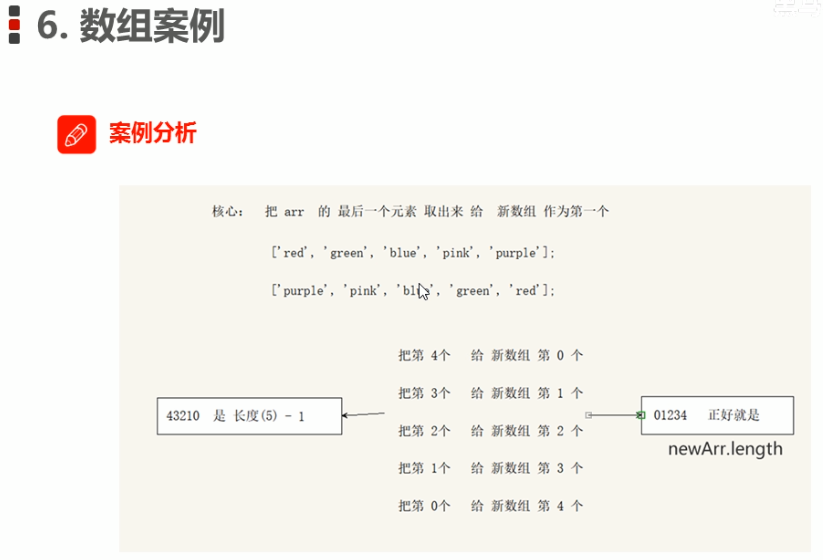 6. 数组案例
案例分析
核心： 把 arr 的 最后一个元素 取出来 给 新数组 作为第一个
['red', 'green', 'blue', 'pink', 'purple'];
['purple', 'pink', 'blue', 'green', 'red'];
把第 4个 给 新数组 第 0 个
把第 3个 给 新数组 第 1 个
43210 是 长度(5) - 1
01234 正好就是
把第 2个 给 新数组 第 2 个
newArr.length
把第 1个 给 新数组 第 3 个
把第 0个 给 新数组 第 4 个